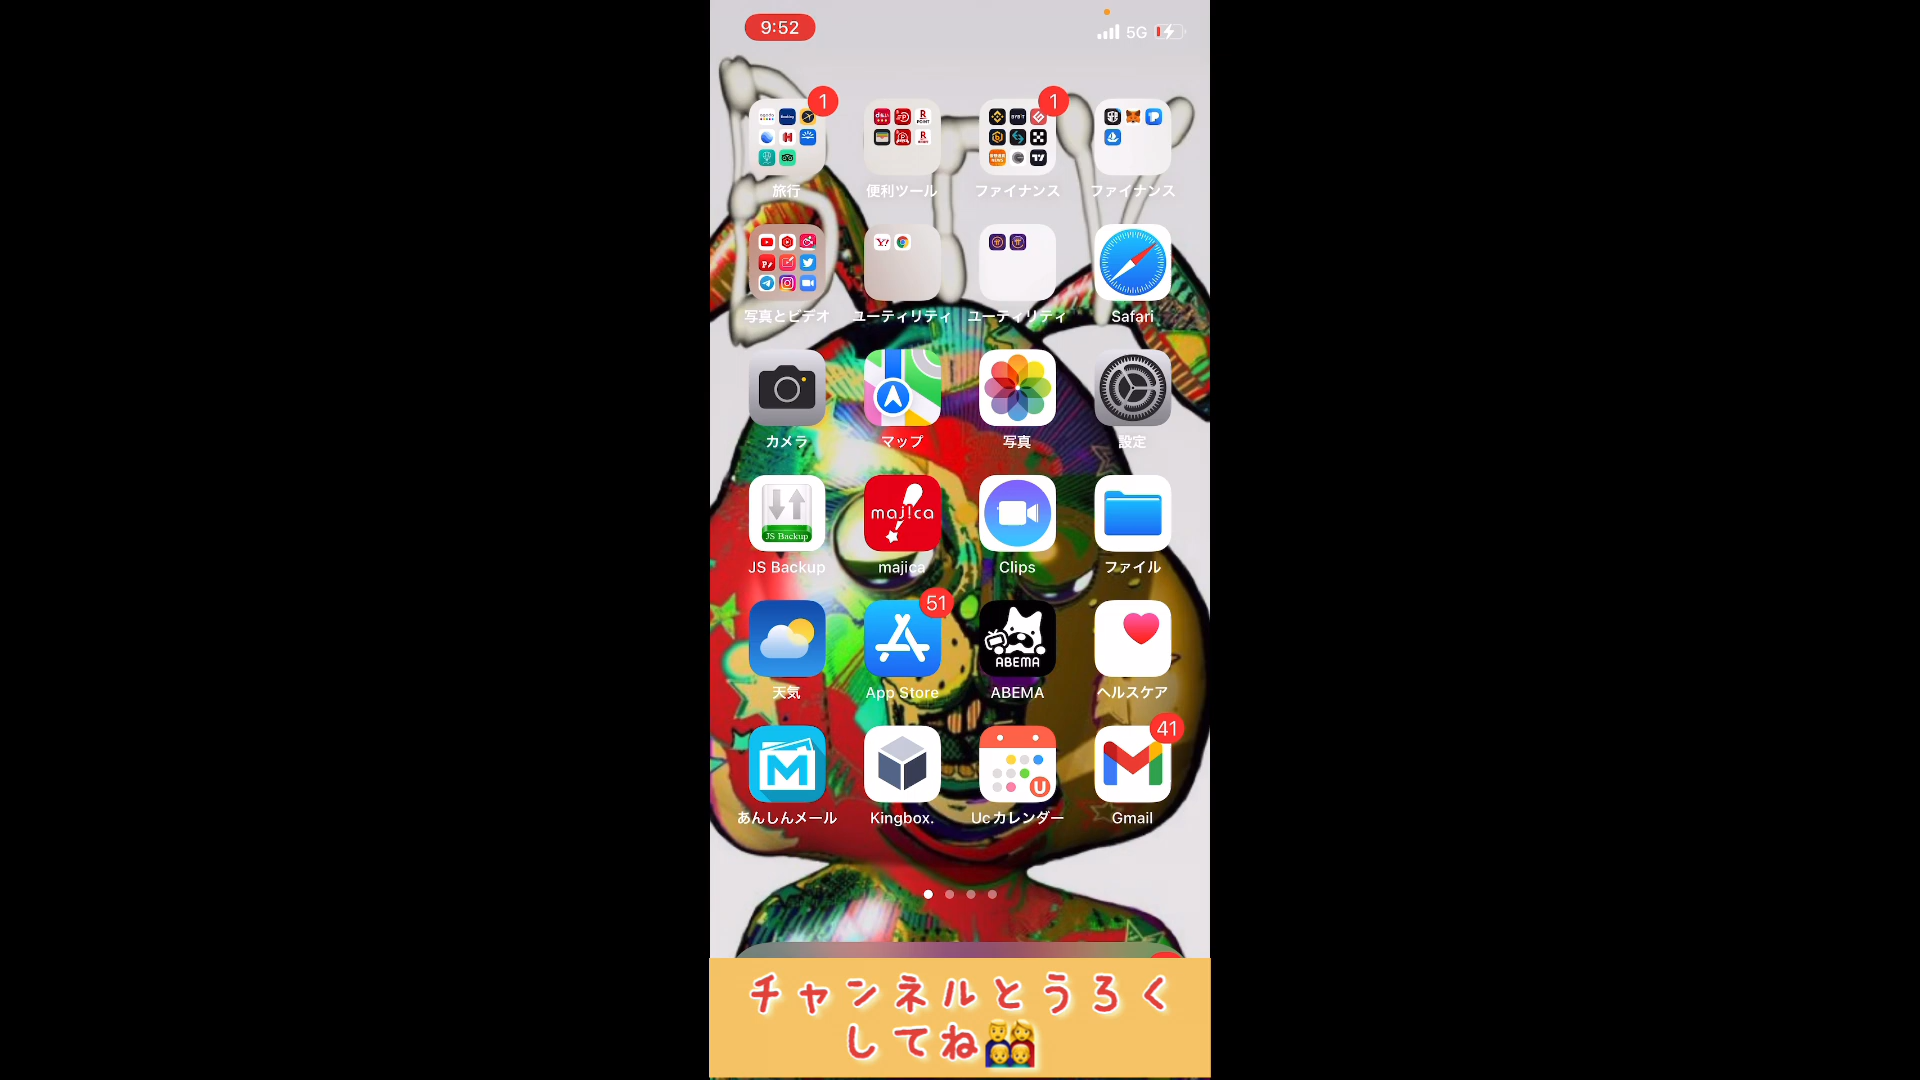 9:52
5G
1
1
旅行
便利ツール
ファイナンス
ファイナンス
写真とビデオ
ユーティリティ
ユーティリティ
Safari
カメラ
マップ
写真
設定
JS Backup
majica
JS Backup
majica
Clips
ファイル
51
ABEMA
天気
App Store
ABEMA
ヘルスケア
41
あんしんメール
Kingbox.
Ucカレンダー
Gmail
チャンネルとうろく
してね